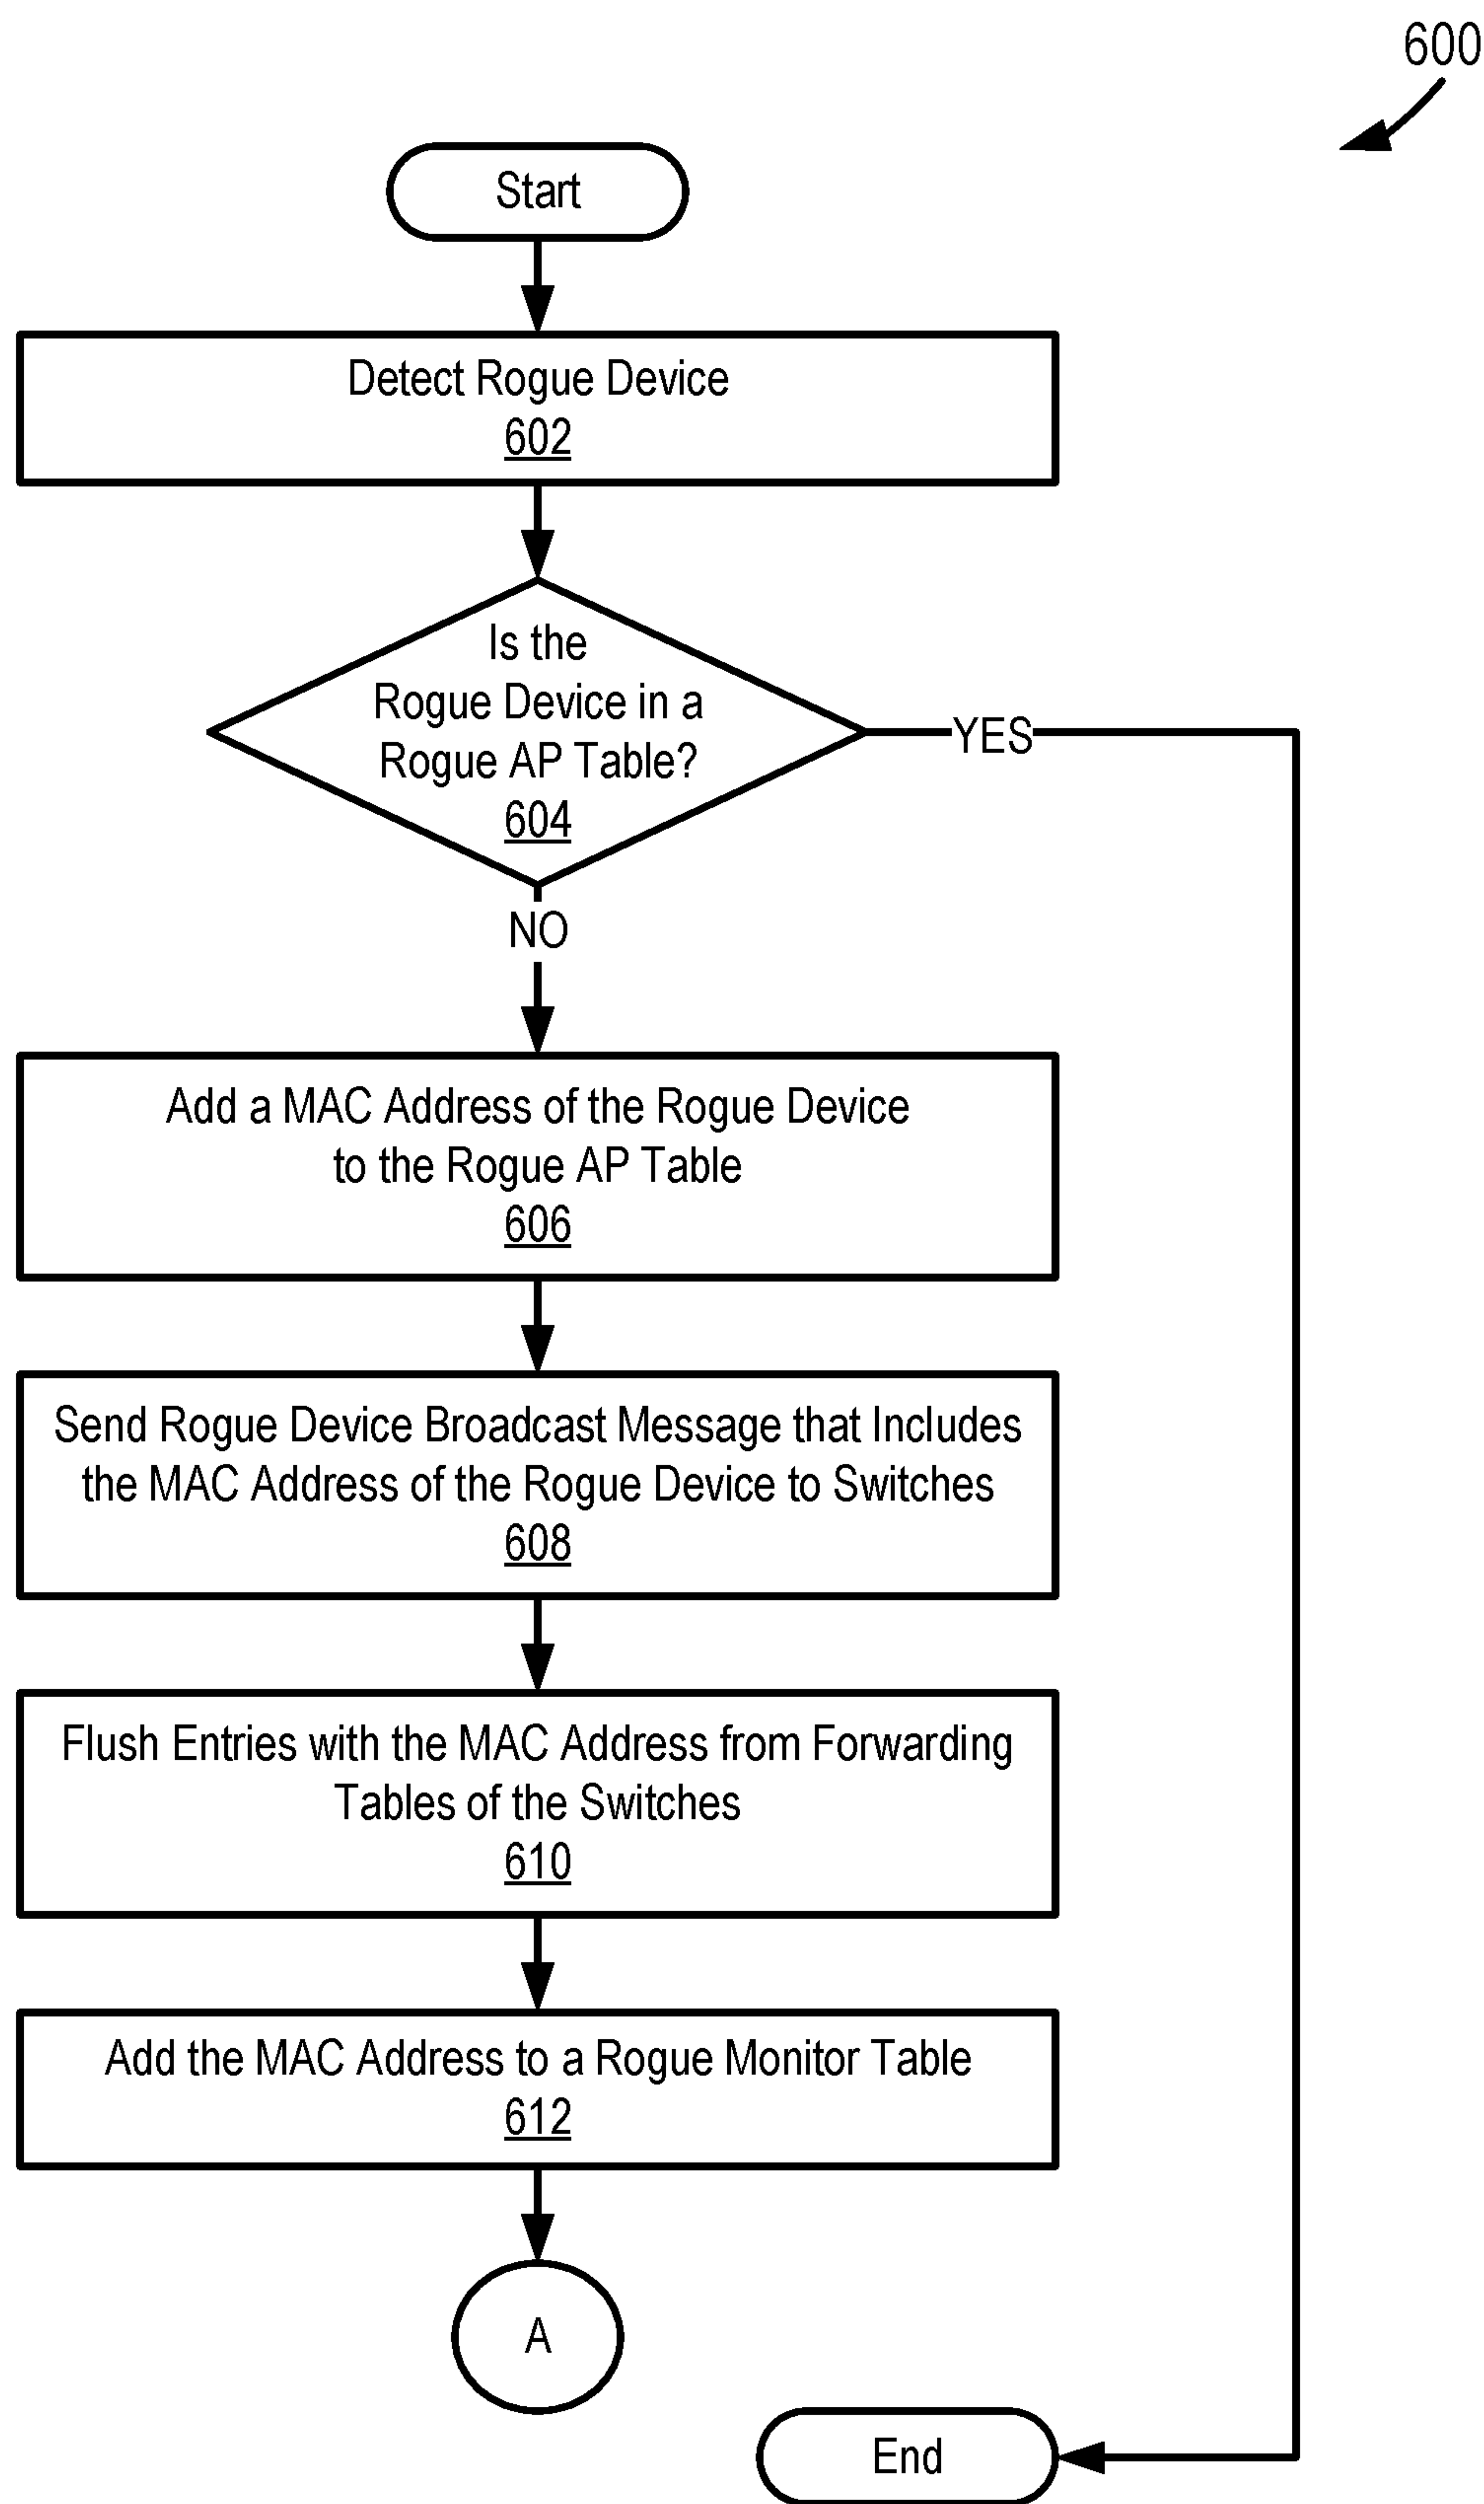 600
Start
Detect Rogue Device
602
Is the
Rogue Device in a
Rogue AP Table?
604
YES
NO
Add a MAC Address of the Rogue Device
to the Rogue AP Table
606
Send Rogue Device Broadcast Message that Includes
the MAC Address of the Rogue Device to Switches
608
Flush Entries with the MAC Address from Forwarding
Tables of the Switches
610
Add the MAC Address to a Rogue Monitor Table
612
A
End